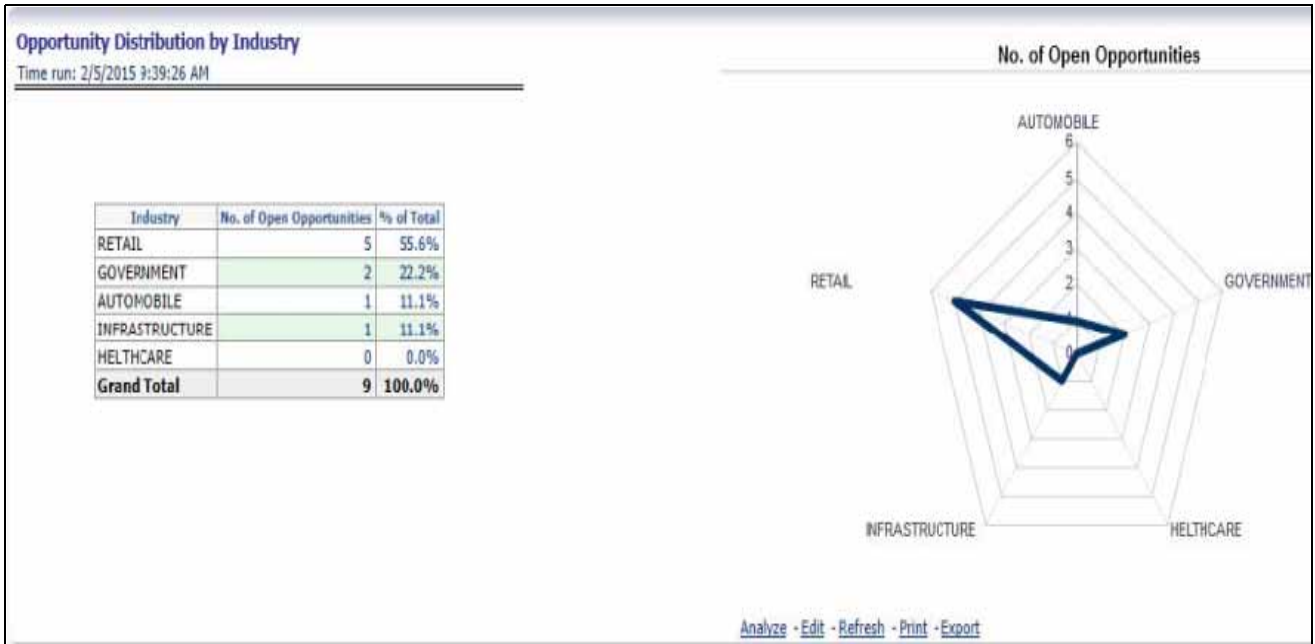 Opportunity Distribution by Industry
Time run: 2/5/2015 9:39:26 AM
Industry No. of Open Opportunities % of Total
RETAIL 5 55.6%
GOVERNMENT 2 22.2%
AUTOMOBILE 1 11.1%
INFRASTRUCTURE 1 11.1%
HELTHCARE 0 0.0%
Grand Total 9 100.0%
No. of Open Opportunities
AUTOMOBILE
6
5
4
3
2
1
0
RETAIL
GOVERNMENT
INFRASTRUCTURE
HELTHCARE
Analyze - Edit - Refresh - Print - Export